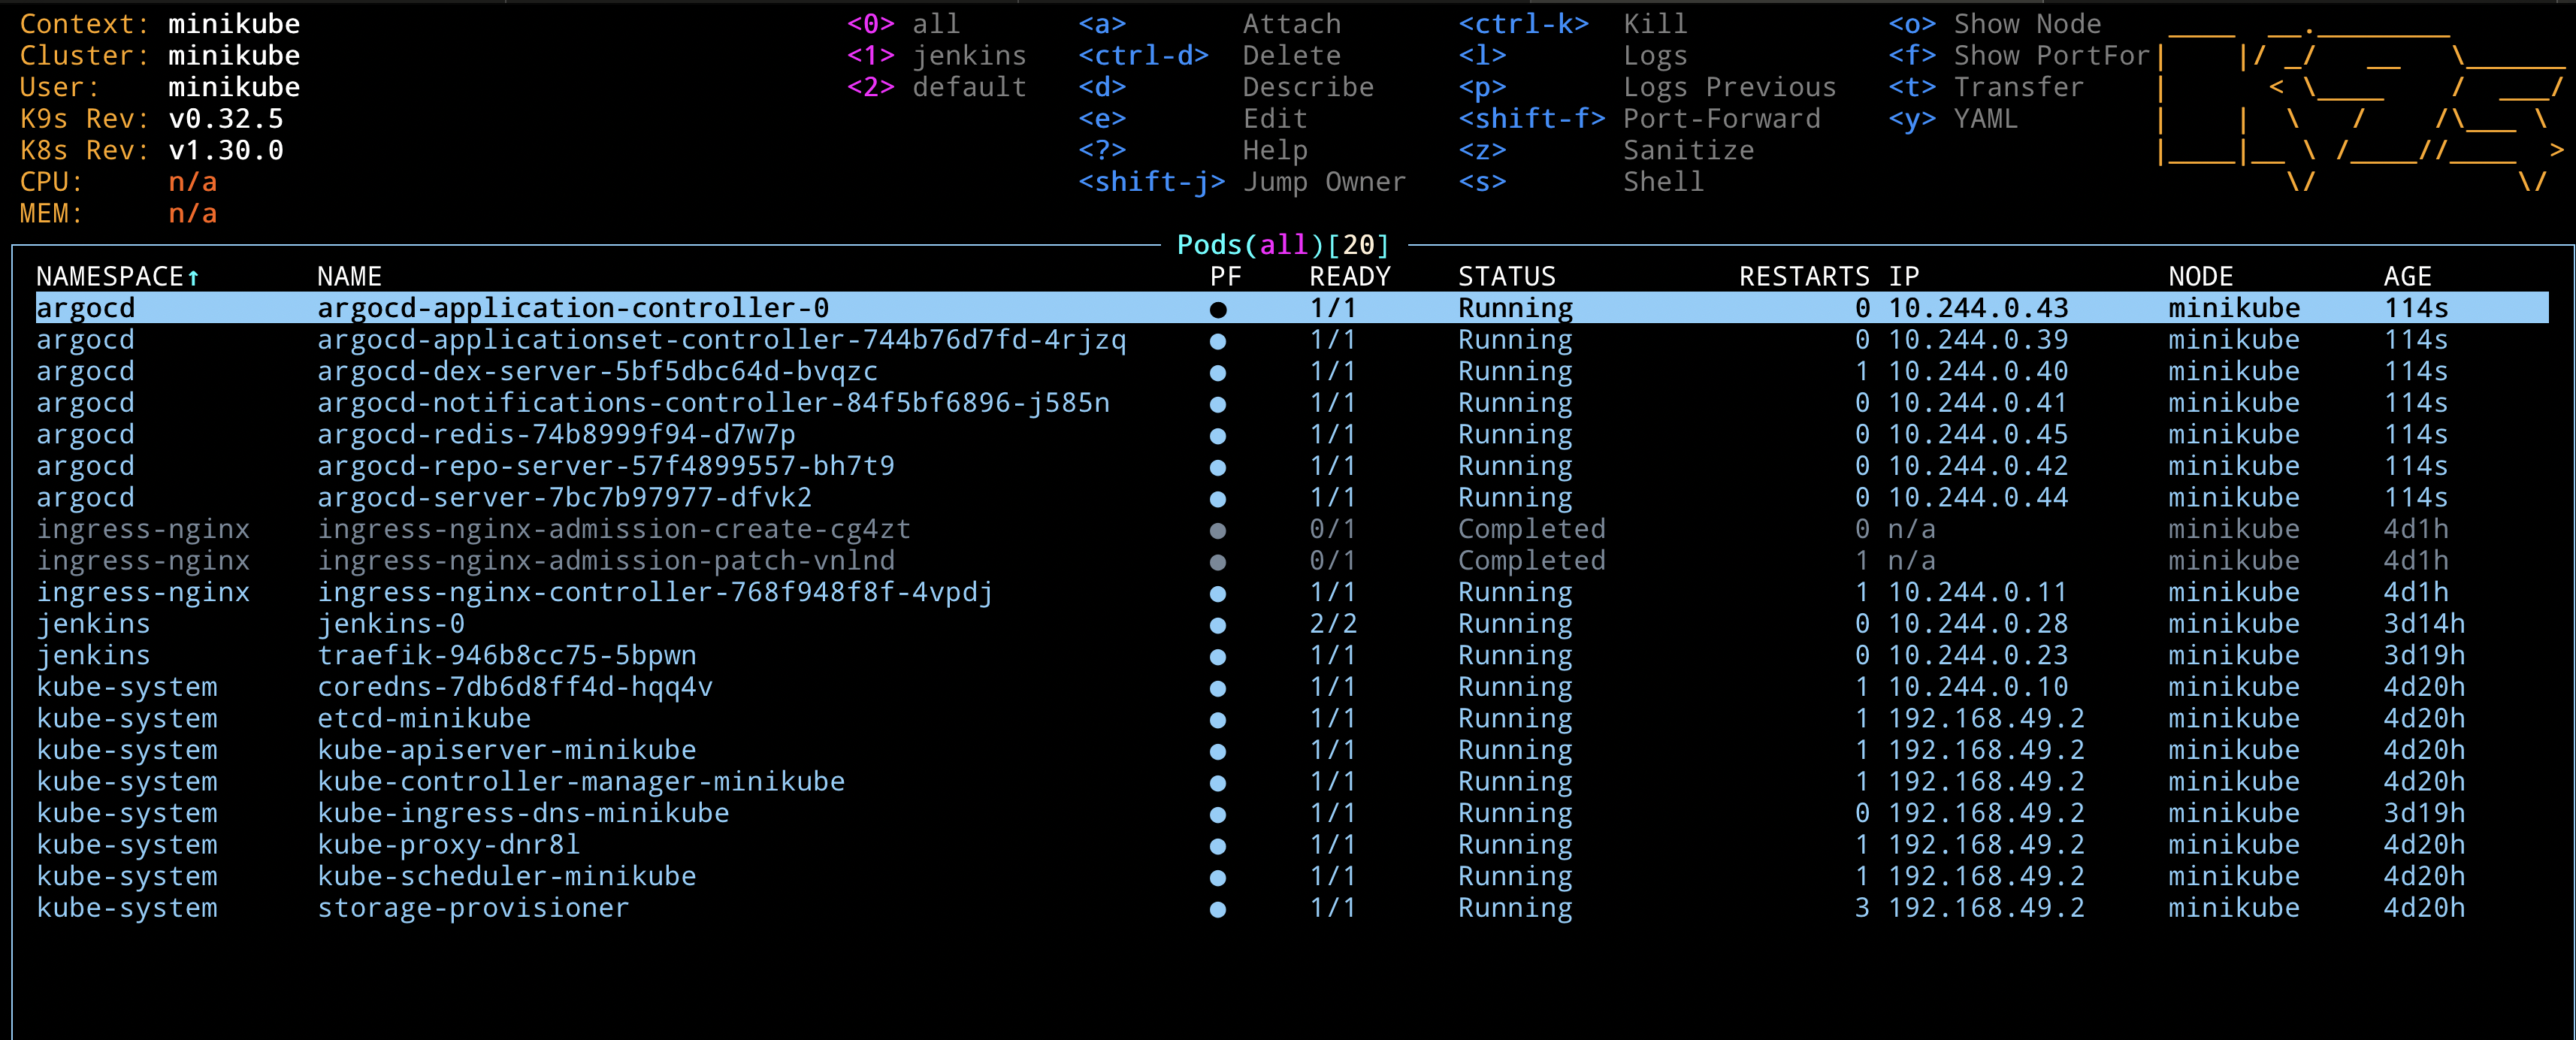 Context: minikube <0> all <a> Attach <ctrl-k> Kill <o> Show Node
Cluster: minikube <1> jenkins <ctrl-d> Delete <l> Logs <f> Show PortFor
User: minikube <2> default <d> Describe <p> Logs Previous <t> Transfer
K9s Rev: v0.32.5 <e> Edit <shift-f> Port-Forward <y> YAML
K8s Rev: v1.30.0 <?> Help <z> Sanitize
CPU: n/a <shift-j> Jump Owner <s> Shell
MEM: n/a
Pods(all)[20]
NAMESPACE↑ NAME PF READY STATUS RESTARTS IP NODE AGE
argocd argocd-application-controller-0 ● 1/1 Running 0 10.244.0.43 minikube 114s
argocd argocd-applicationset-controller-744b76d7fd-4rjzq ● 1/1 Running 0 10.244.0.39 minikube 114s
argocd argocd-dex-server-5bf5dbc64d-bvqzc ● 1/1 Running 1 10.244.0.40 minikube 114s
argocd argocd-notifications-controller-84f5bf6896-j585n ● 1/1 Running 0 10.244.0.41 minikube 114s
argocd argocd-redis-74b8999f94-d7w7p ● 1/1 Running 0 10.244.0.45 minikube 114s
argocd argocd-repo-server-57f4899557-bh7t9 ● 1/1 Running 0 10.244.0.42 minikube 114s
argocd argocd-server-7bc7b97977-dfvk2 ● 1/1 Running 0 10.244.0.44 minikube 114s
ingress-nginx ingress-nginx-admission-create-cg4zt ● 0/1 Completed 0 n/a minikube 4d1h
ingress-nginx ingress-nginx-admission-patch-vnlnd ● 0/1 Completed 1 n/a minikube 4d1h
ingress-nginx ingress-nginx-controller-768f948f8f-4vpdj ● 1/1 Running 1 10.244.0.11 minikube 4d1h
jenkins jenkins-0 ● 2/2 Running 0 10.244.0.28 minikube 3d14h
jenkins traefik-946b8cc75-5bpwn ● 1/1 Running 0 10.244.0.23 minikube 3d19h
kube-system coredns-7db6d8ff4d-hqq4v ● 1/1 Running 1 10.244.0.10 minikube 4d20h
kube-system etcd-minikube ● 1/1 Running 1 192.168.49.2 minikube 4d20h
kube-system kube-apiserver-minikube ● 1/1 Running 1 192.168.49.2 minikube 4d20h
kube-system kube-controller-manager-minikube ● 1/1 Running 1 192.168.49.2 minikube 4d20h
kube-system kube-ingress-dns-minikube ● 1/1 Running 0 192.168.49.2 minikube 3d19h
kube-system kube-proxy-dnr8l ● 1/1 Running 1 192.168.49.2 minikube 4d20h
kube-system kube-scheduler-minikube ● 1/1 Running 1 192.168.49.2 minikube 4d20h
kube-system storage-provisioner ● 1/1 Running 3 192.168.49.2 minikube 4d20h